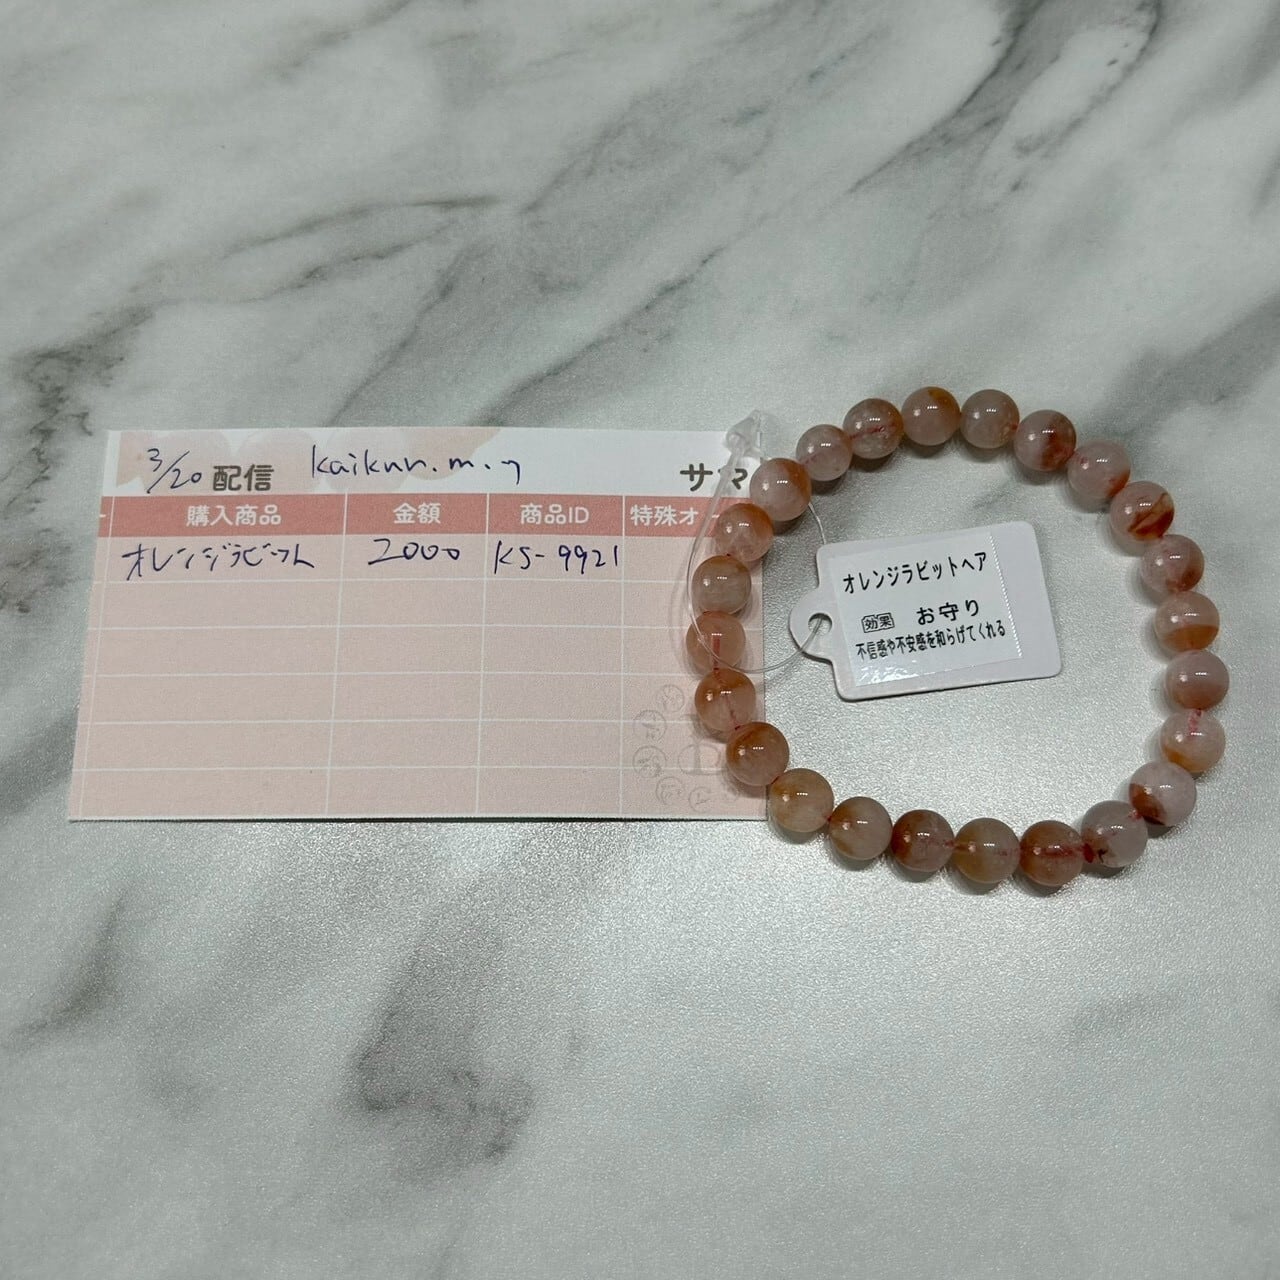 3/20 配信 kaikun.m.y サマ
購入商品 金額 商品ID 特殊オ
オレンジラビット 2000 KS-9921
オレンジラビットヘア
効果 お守り
不信感や不安感を和らげてくれる